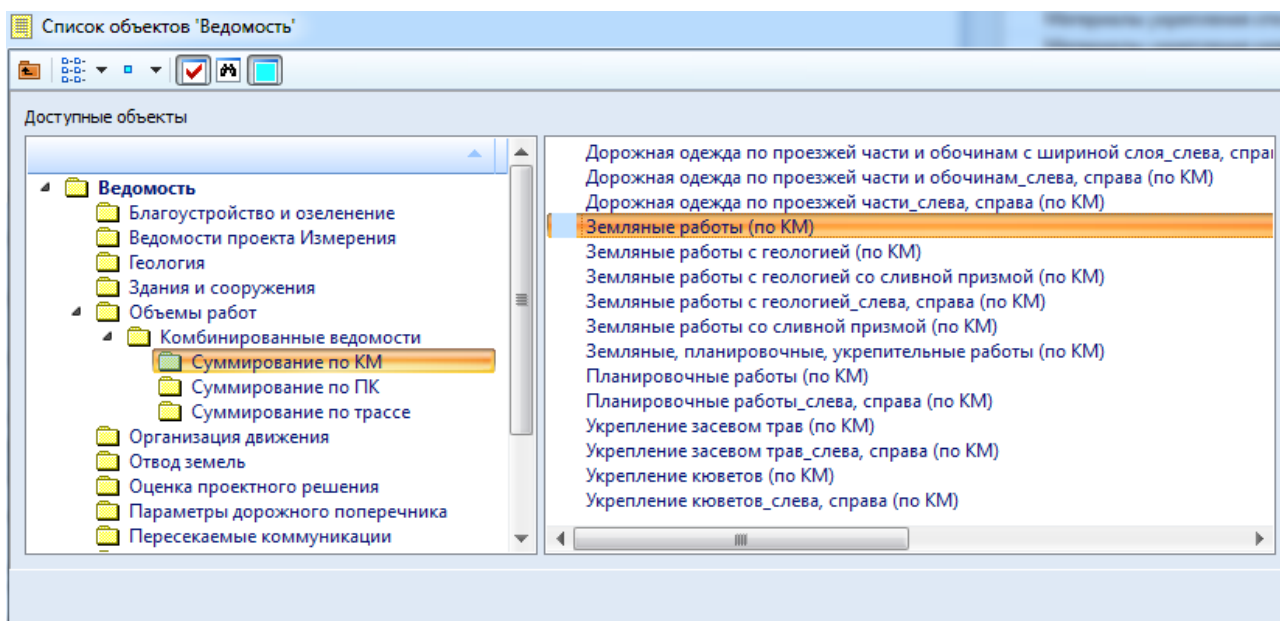 Список объектов 'Ведомость'
Доступные объекты
Ведомость
Благоустройство и озеленение
Ведомости проекта Измерения
Геология
Здания и сооружения
Объемы работ
Комбинированные ведомости
Суммирование по КМ
Суммирование по ПК
Суммирование по трассе
Организация движения
Отвод земель
Оценка проектного решения
Параметры дорожного поперечника
Пересекаемые коммуникации
Дорожная одежда по проезжей части и обочинам с шириной слоя_слева,
Дорожная одежда по проезжей части и обочинам_слева, справа (по КМ)
Дорожная одежда по проезжей части_слева, справа (по КМ)
Земляные работы (по КМ)
Земляные работы с геологией (по КМ)
Земляные работы с геологией со сливной призмой (по КМ)
Земляные работы с геологией_слева, справа (по КМ)
Земляные работы со сливной призмой (по КМ)
Земляные, планировочные, укрепительные работы (по КМ)
Планировочные работы (по КМ)
Планировочные работы_слева, справа (по КМ)
Укрепление засевом трав (по КМ)
Укрепление засевом трав_слева, справа (по КМ)
Укрепление кюветов (по КМ)
Укрепление кюветов_слева, справа (по КМ)